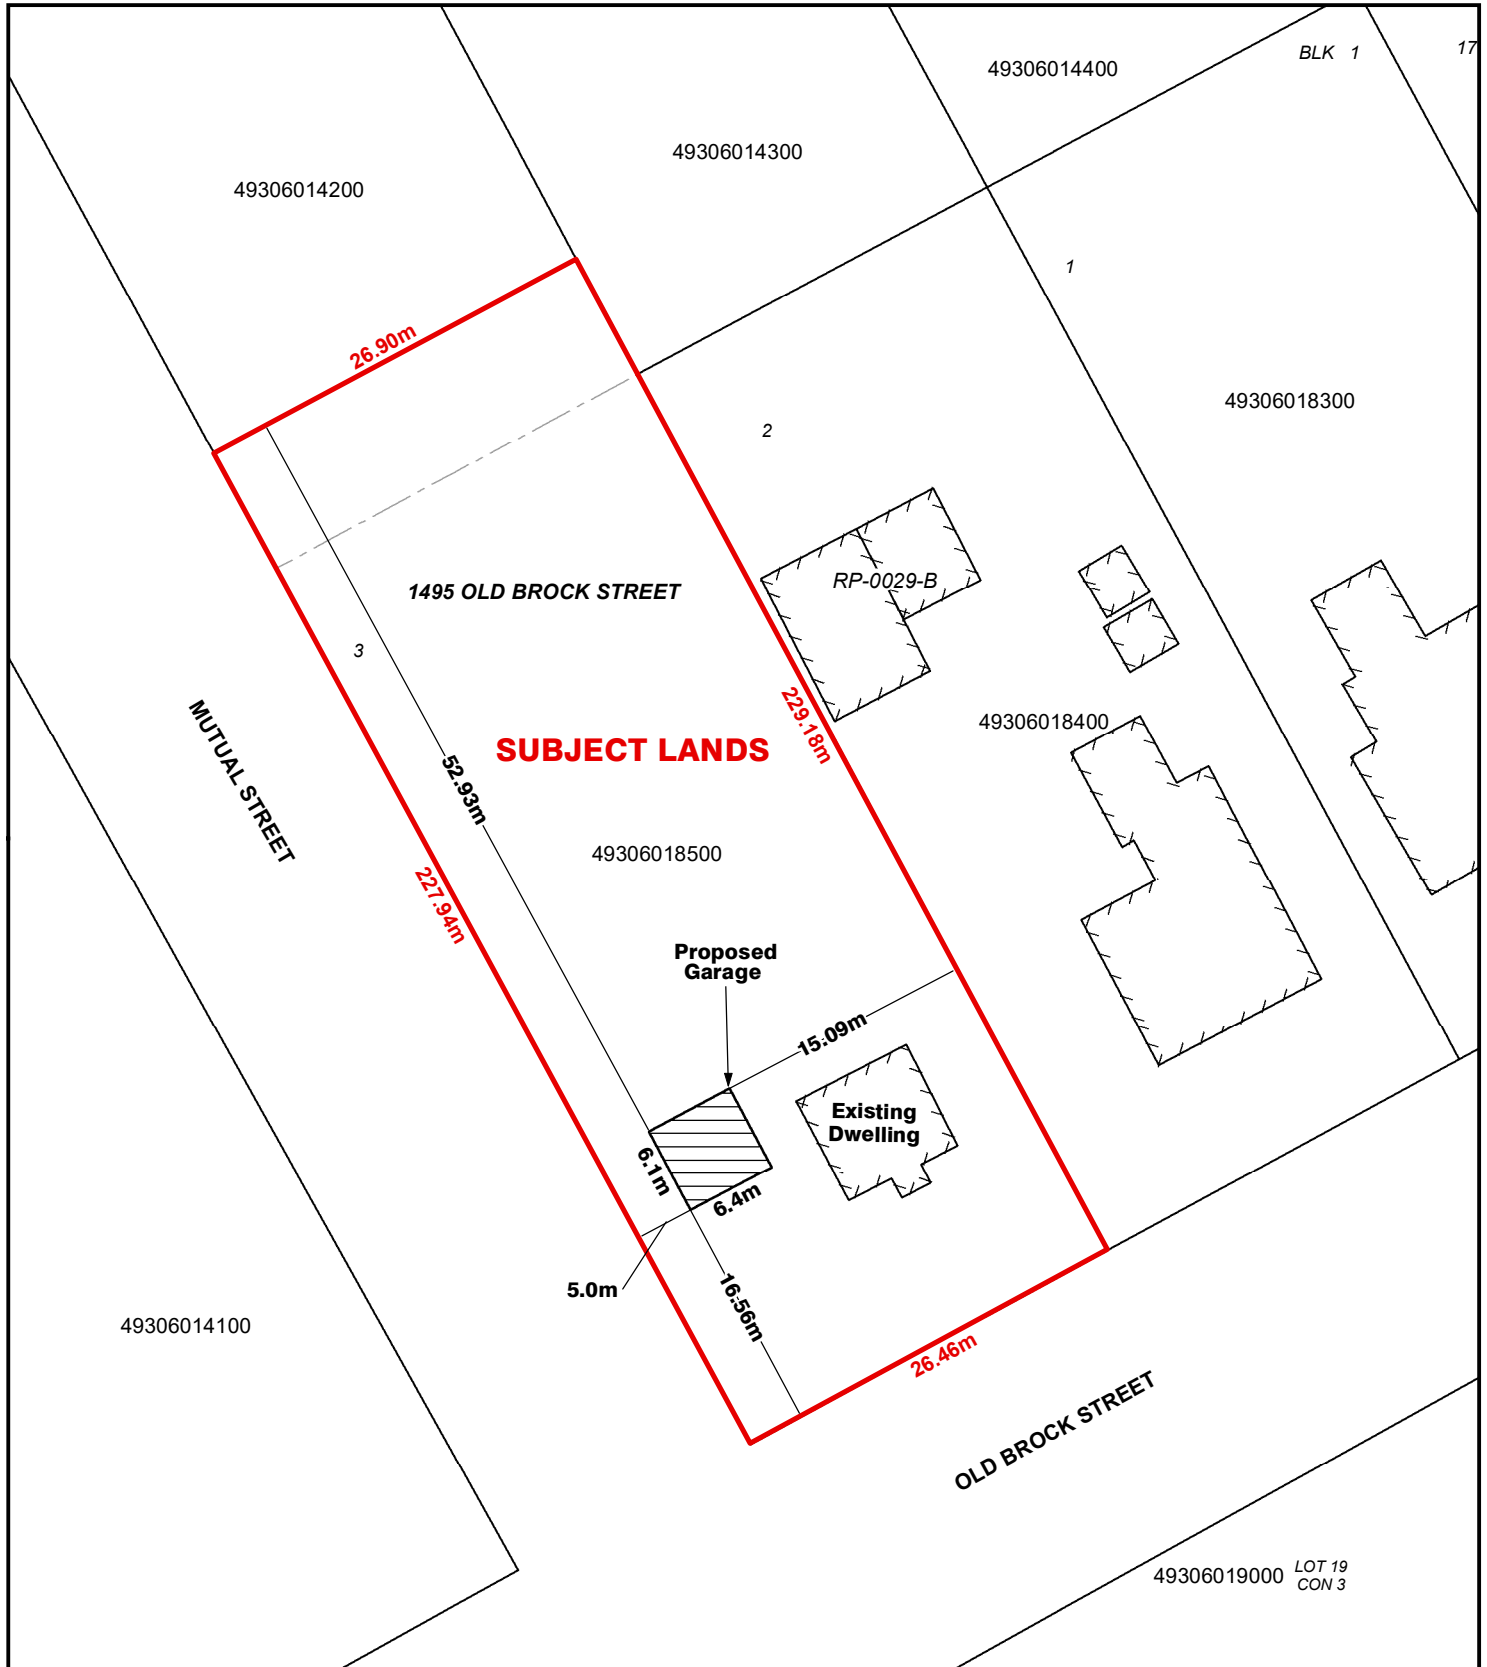 BLK 1
17
49306014400
49306014300
49306014200
1
26.90m
49306018300
2
RP-0029-B
1495 OLD BROCK STREET
3
229.18m
49306018400
MUTUAL STREET
SUBJECT LANDS
52.93m
49306018500
227.94m
Proposed
Garage
15.09m
Existing
Dwelling
6.1m
6.4m
5.0m
16.56m
49306014100
26.46m
OLD BROCK STREET
49306019000
LOT 19
CON 3